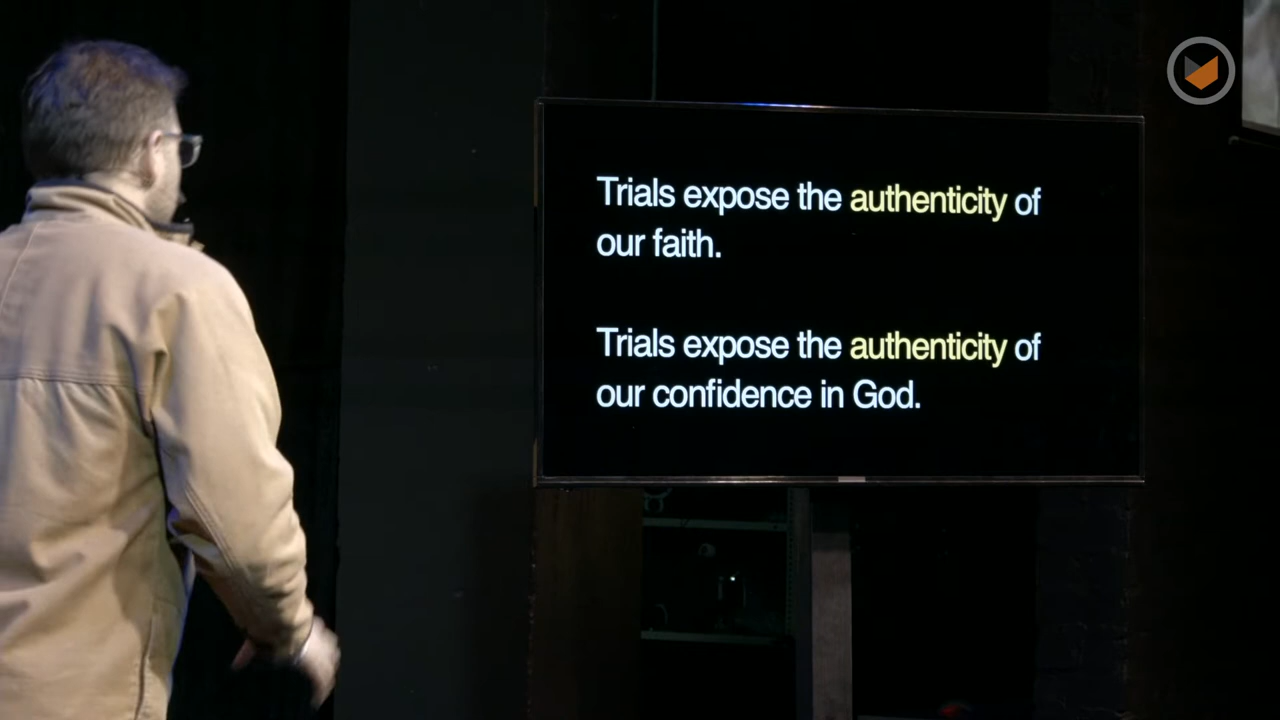 Trials expose the authenticity of
our faith.
Trials expose the authenticity of
our confidence in God.